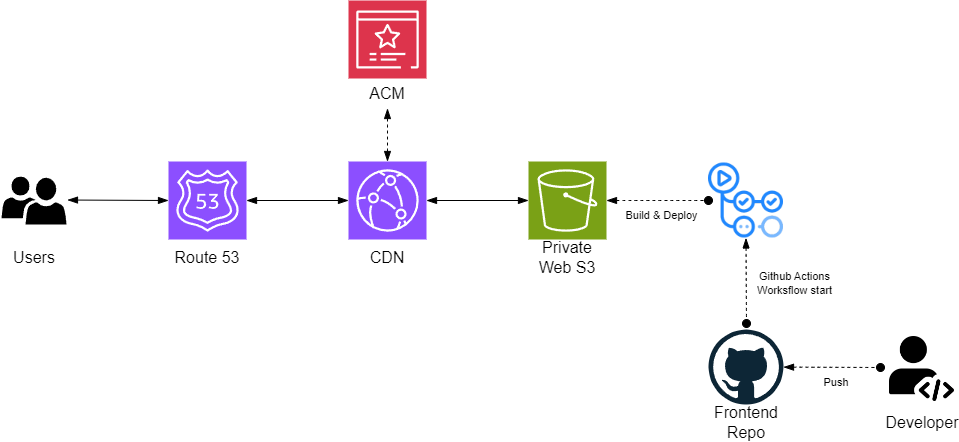 ACM
53
Users
Route 53
CDN
Private
Web S3
Build & Deploy
Github Actions
Worksflow start
Push
Frontend
Repo
Developer